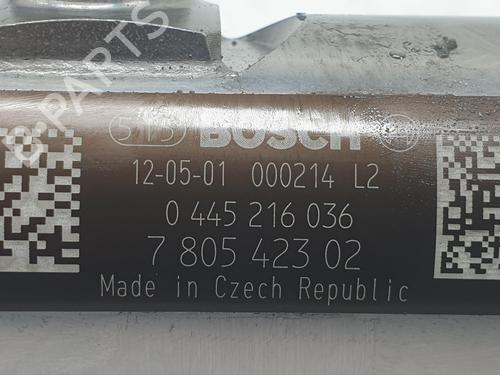 B-PARTS
515 BOSCH
12-05-01 000214 L2
0 445 216 036
7 805 423 02
Made in Czech Republic